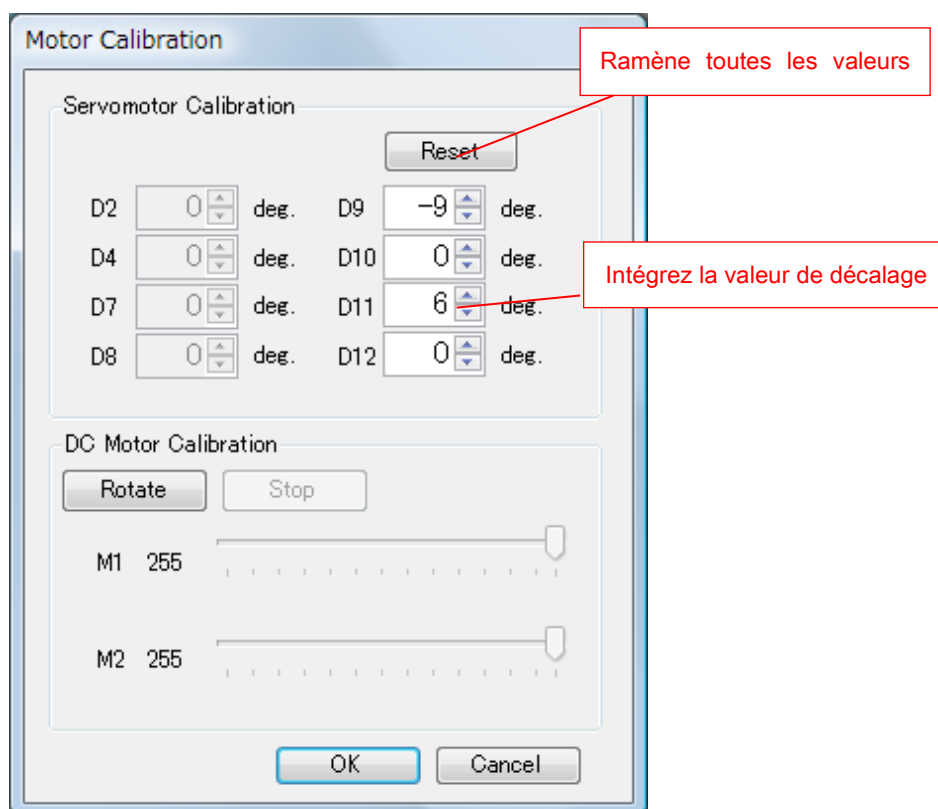 Motor Calibration
Ramène toutes les valeurs
Servomotor Calibration
Reset
D2 0 deg. D9 -9 deg.
D4 0 deg. D10 0 deg.
Intégrez la valeur de décalage
D7 0 deg. D11 6 deg.
D8 0 deg. D12 0 deg.
DC Motor Calibration
Rotate Stop
M1 255
M2 255
OK Cancel